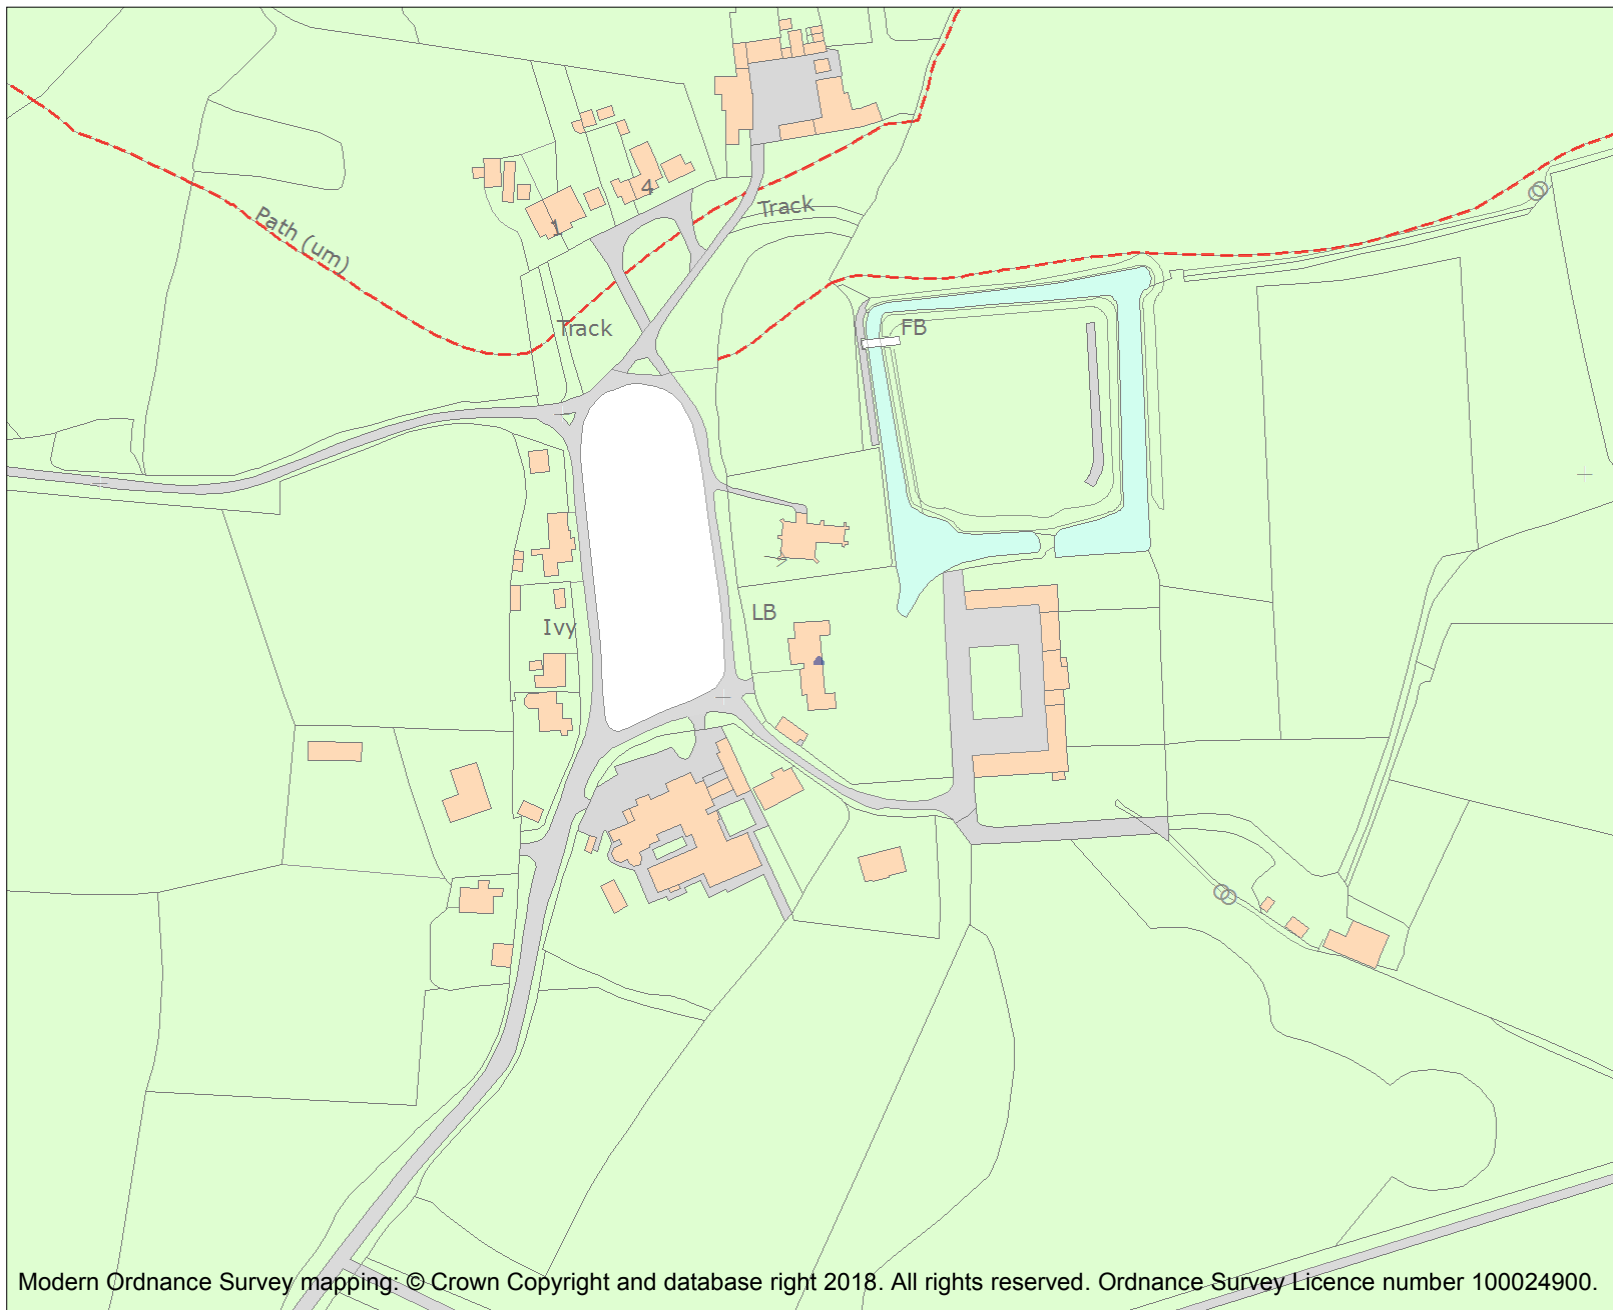 4
Track
1
Path (um)
Track
FB
LB
Ivy
Modern Ordnance Survey mapping: © Crown Copyright and database right 2018. All rights reserved. Ordnance Survey Licence number 100024900.